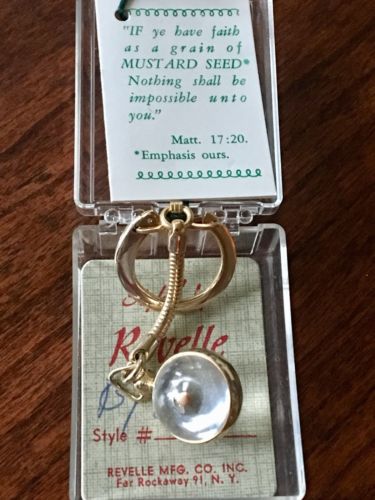 "IF ye have faith
as a grain of
MUSTARD SEED*
Nothing shall be
impossible unto
you."
Matt. 17:20.
*Emphasis ours.
Revelle
Style #
REVELLE MFG. CO. INC.
Far Rockaway 91, N. Y.